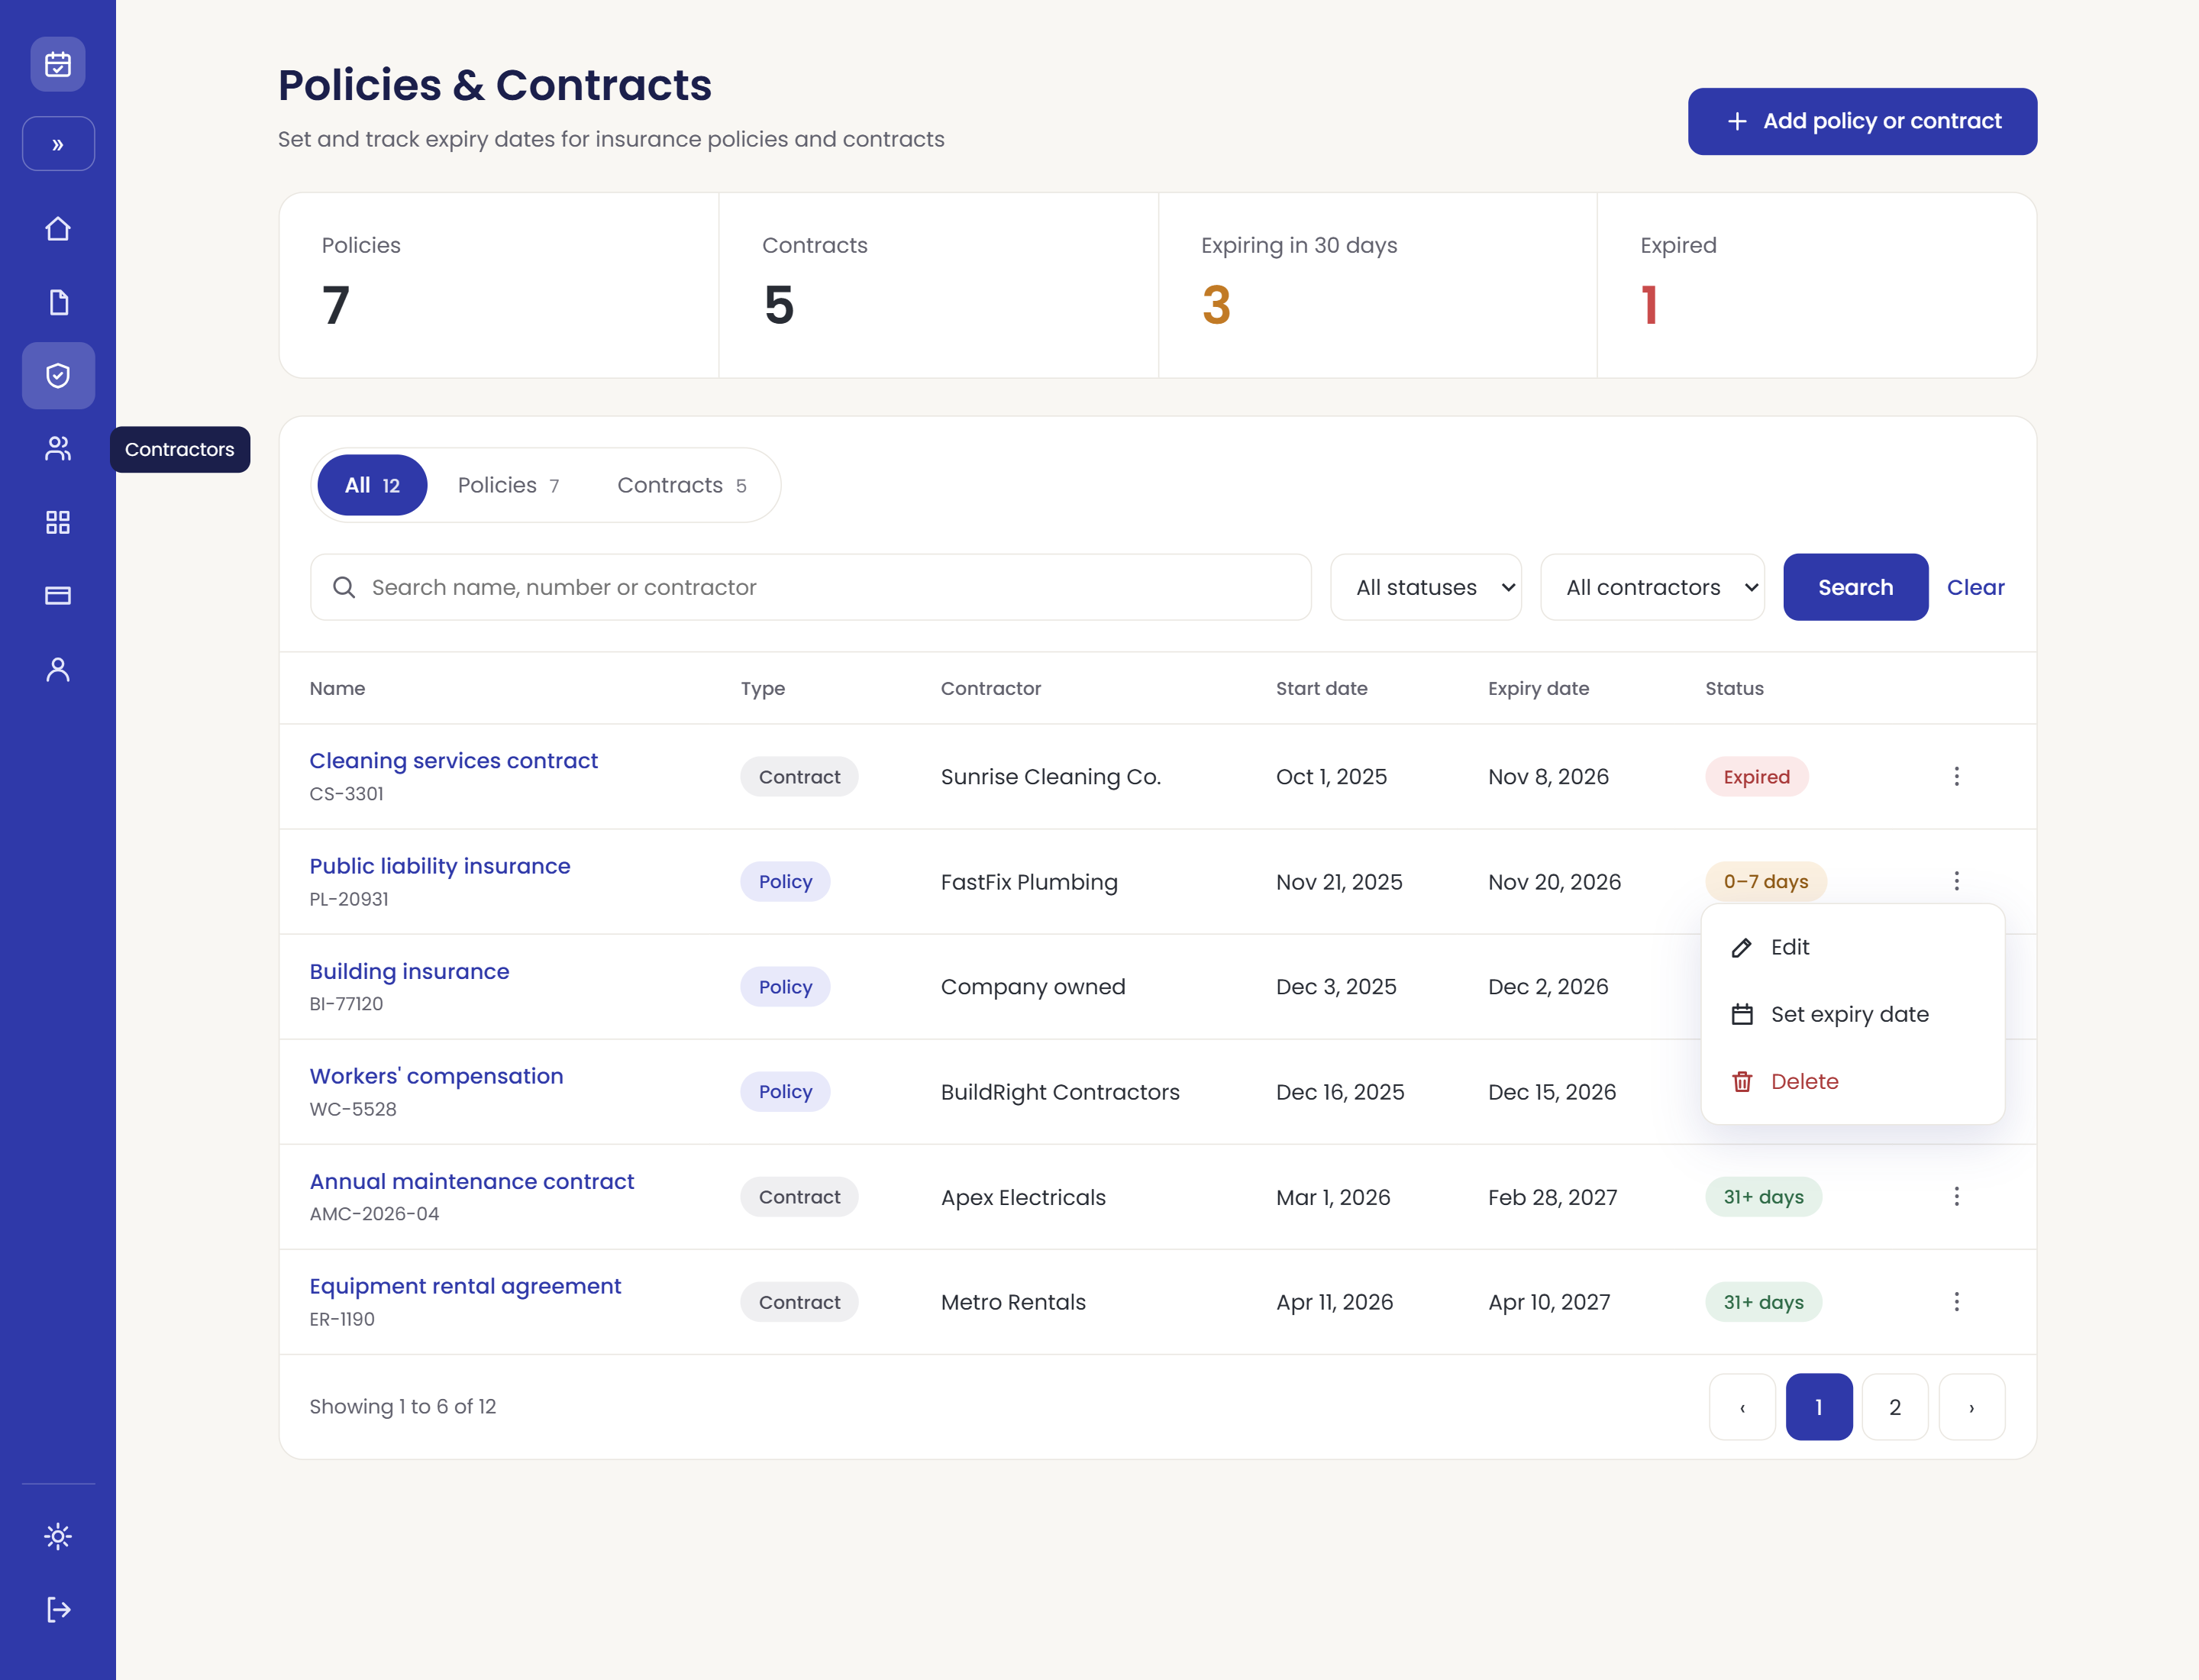 Policies & Contracts
Set and track expiry dates for insurance policies and contracts
+ Add policy or contract
»
Policies
7
Contracts
5
Expiring in 30 days
3
Expired
1
Contractors
All 12 Policies 7 Contracts 5
Search name, number or contractor All statuses All contractors Search Clear
Name Type Contractor Start date Expiry date Status
Cleaning services contract
CS-3301
Contract Sunrise Cleaning Co. Oct 1, 2025 Nov 8, 2026 Expired
Public liability insurance
PL-20931
Policy FastFix Plumbing Nov 21, 2025 Nov 20, 2026 0–7 days
Edit
Set expiry date
Delete
Building insurance
BI-77120
Policy Company owned Dec 3, 2025 Dec 2, 2026
Workers' compensation
WC-5528
Policy BuildRight Contractors Dec 16, 2025 Dec 15, 2026
Annual maintenance contract
AMC-2026-04
Contract Apex Electricals Mar 1, 2026 Feb 28, 2027 31+ days
Equipment rental agreement
ER-1190
Contract Metro Rentals Apr 11, 2026 Apr 10, 2027 31+ days
Showing 1 to 6 of 12 ‹ 1 2 ›